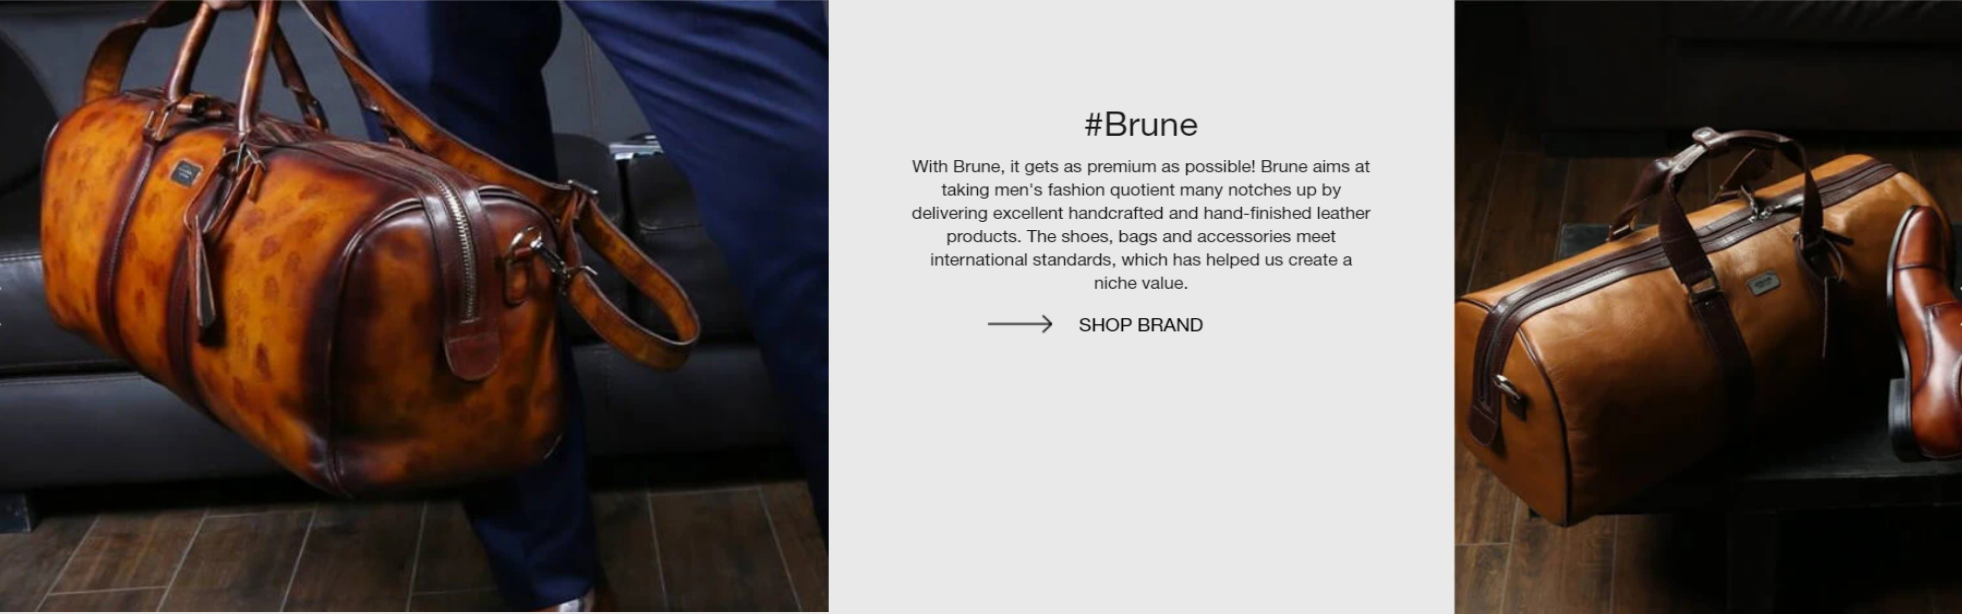 #Brune
With Brune, it gets as premium as possible! Brune aims at
taking men's fashion quotient many notches up by
delivering excellent handcrafted and hand-finished leather
products. The shoes, bags and accessories meet
international standards, which has helped us create a
niche value.
SHOP BRAND